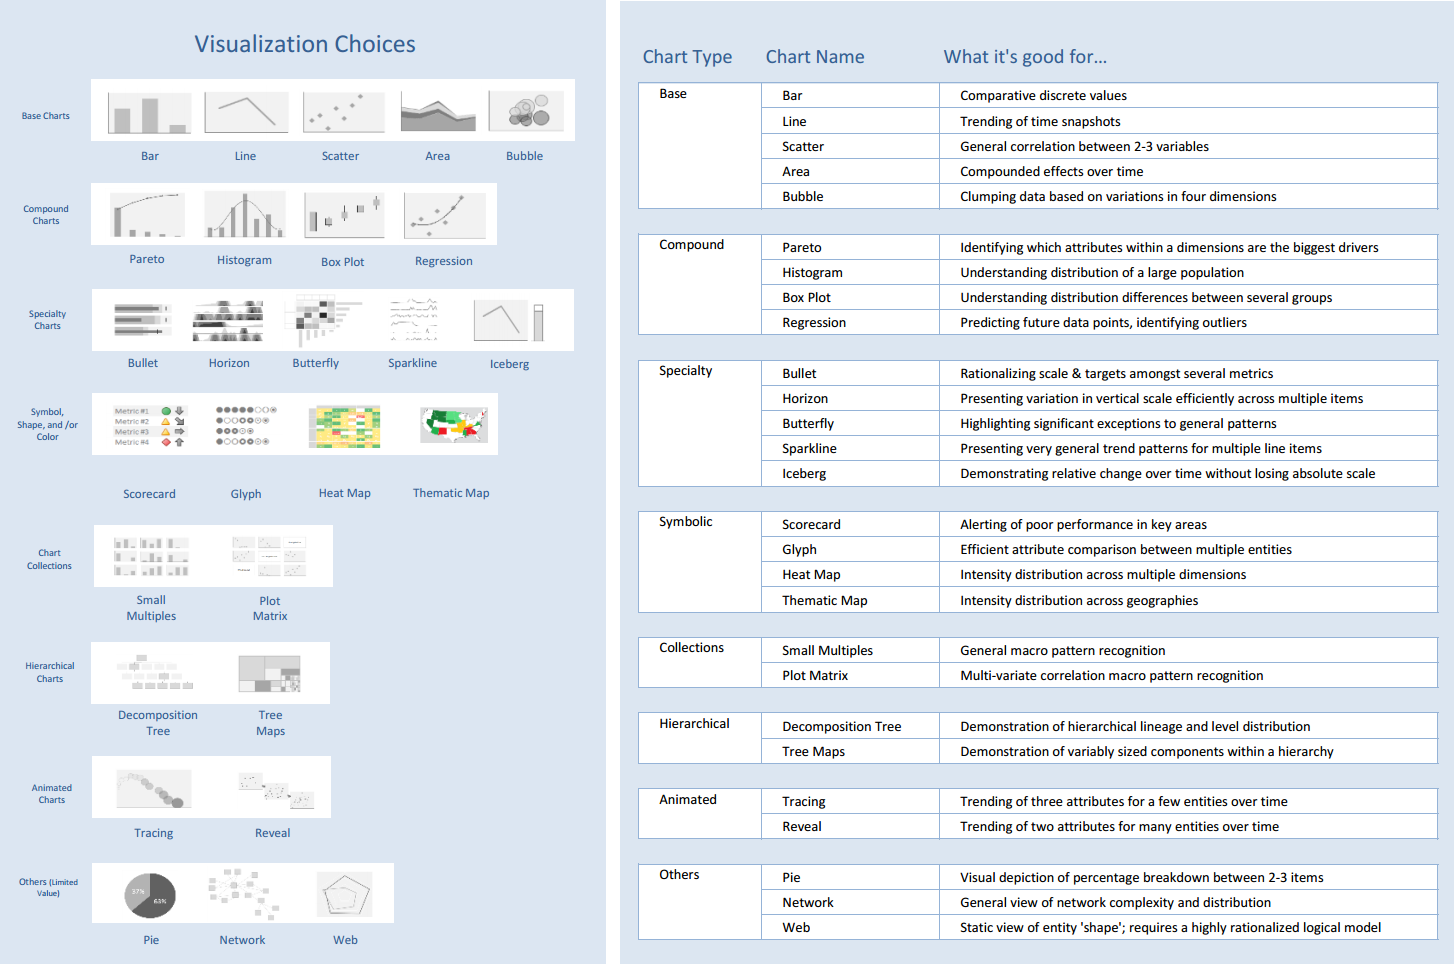 Visualization Choices
Base Charts
Bar Line Scatter Area Bubble
Compound
Charts
Pareto Histogram Box Plot Regression
Specialty
Charts
Bullet Horizon Butterfly Sparkline Iceberg
Symbol,
Shape, and /or
Color
Metric #1
Metric #2
Metric #3
Metric #4
Scorecard Glyph Heat Map Thematic Map
Chart
Collections
Small
Multiples
Plot
Matrix
Hierarchical
Charts
Decomposition
Tree
Tree
Maps
Animated
Charts
Tracing Reveal
Others (Limited
Value)
37%
63%
Pie Network Web
Chart Type Chart Name What it's good for...
Base Bar Comparative discrete values
Line Trending of time snapshots
Scatter General correlation between 2-3 variables
Area Compounded effects over time
Bubble Clumping data based on variations in four dimensions
Compound Pareto Identifying which attributes within a dimensions are the biggest drivers
Histogram Understanding distribution of a large population
Box Plot Understanding distribution differences between several groups
Regression Predicting future data points, identifying outliers
Specialty Bullet Rationalizing scale & targets amongst several metrics
Horizon Presenting variation in vertical scale efficiently across multiple items
Butterfly Highlighting significant exceptions to general patterns
Sparkline Presenting very general trend patterns for multiple line items
Iceberg Demonstrating relative change over time without losing absolute scale
Symbolic Scorecard Alerting of poor performance in key areas
Glyph Efficient attribute comparison between multiple entities
Heat Map Intensity distribution across multiple dimensions
Thematic Map Intensity distribution across geographies
Collections Small Multiples General macro pattern recognition
Plot Matrix Multi-variate correlation macro pattern recognition
Hierarchical Decomposition Tree Demonstration of hierarchical lineage and level distribution
Tree Maps Demonstration of variably sized components within a hierarchy
Animated Tracing Trending of three attributes for a few entities over time
Reveal Trending of two attributes for many entities over time
Others Pie Visual depiction of percentage breakdown between 2-3 items
Network General view of network complexity and distribution
Web Static view of entity 'shape'; requires a highly rationalized logical model